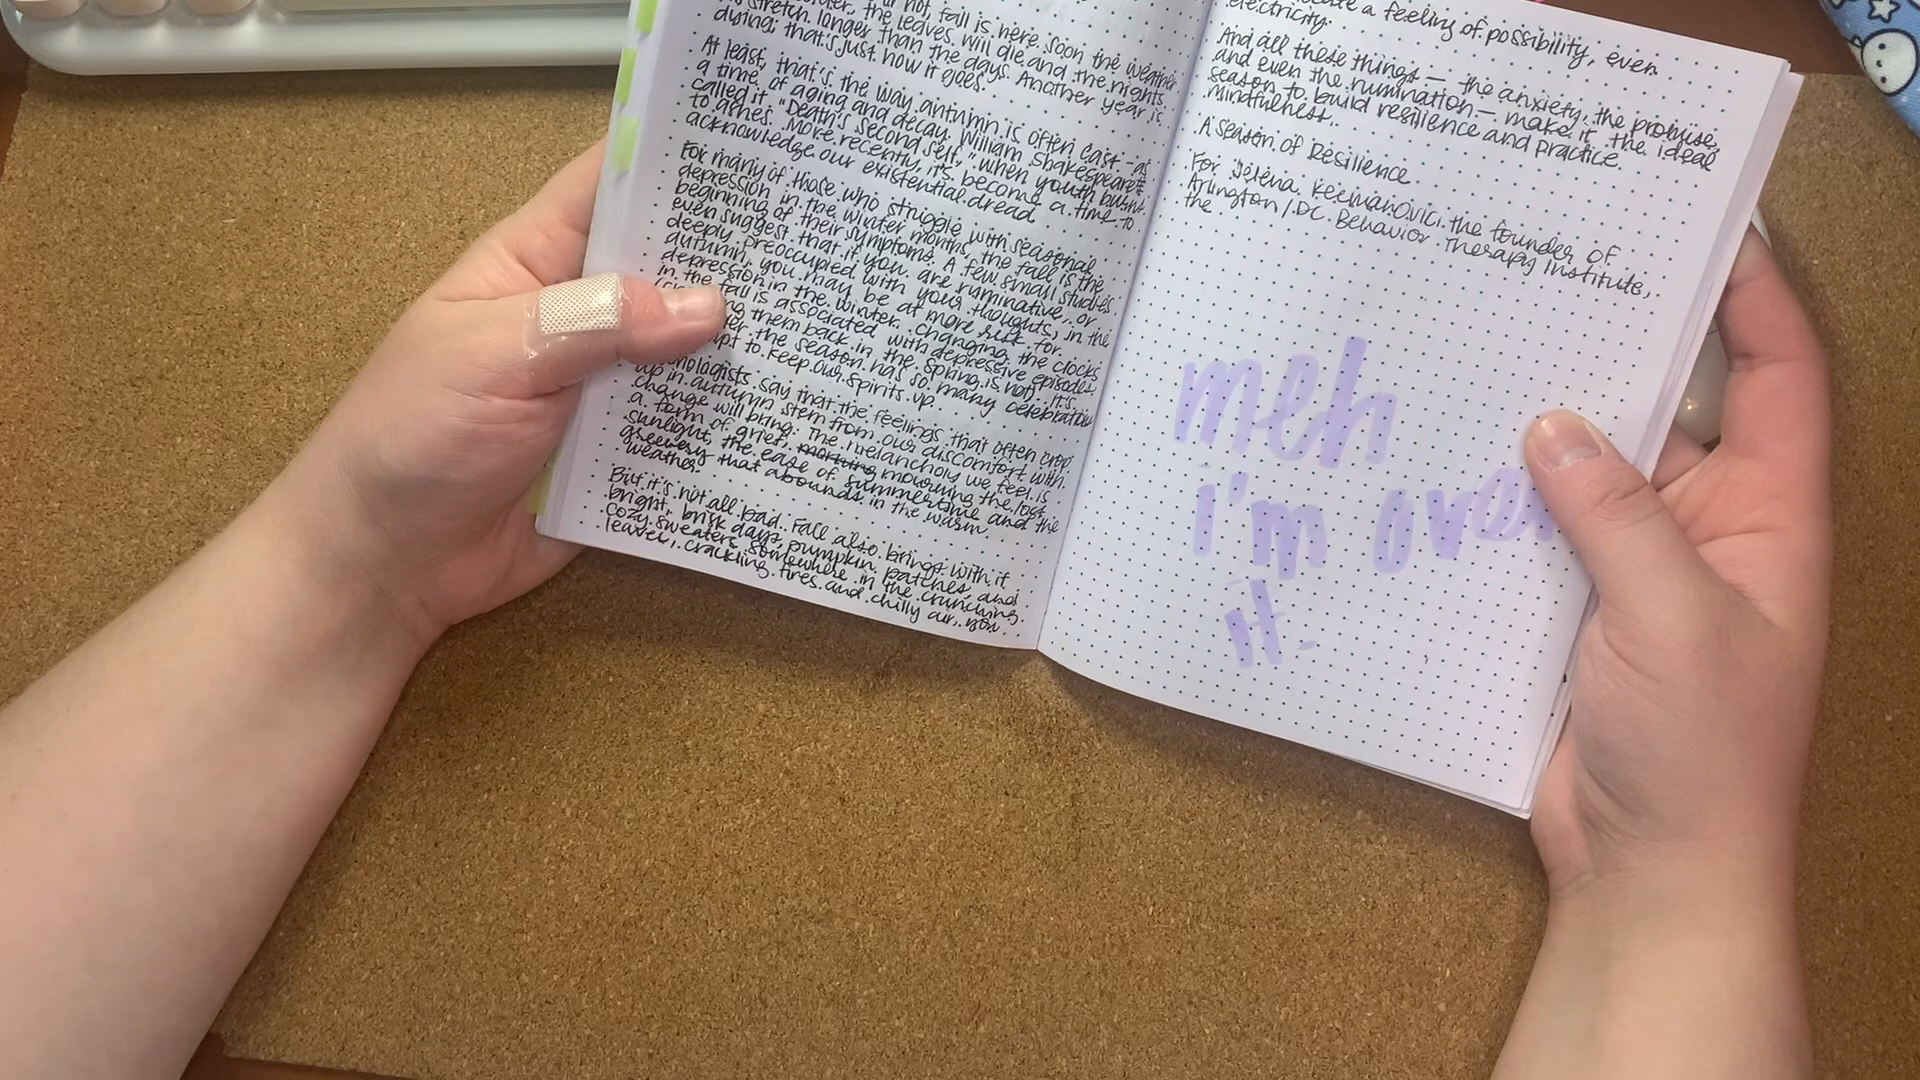 not, fall is here. Soon the weather
the leaves will die and the nights
stretch longer than the days. Another year is
dying; that's just how it goes.
At least, that's the way autumn is often cast - as
a time of aging and decay. William Shakespeare
called it "Death's second self," when youth burns
to ashes. More recently, it's become a time to
acknowledge our existential dread.
For many of those who struggle with seasonal
depression in the winter months, the fall is the
beginning of their symptoms. A few small studies
even suggest that if you are ruminative, or
deeply preoccupied with your thoughts, in the
autumn, you may be at more risk for
depression in the winter. Changing the clocks
in the fall is associated with depressive episodes
them back in the spring is not). It's
the season has so many celebrations
to keep our spirits up.
say that the feelings that often crop
up in autumn stem from our discomfort with
change will bring. The melancholy we feel is
a form of grief, morning, mourning the lost
sunlight, the ease of summertime and the
greenery that abounds in the warm
weather.
But it's not all bad. Fall also brings with it
bright, brisk days, pumpkin patches, and
cozy sweaters. Somewhere in the crunching
leaves, crackling fires and chilly air, you
a feeling of possibility, even
electricity.
And all these things — the anxiety, the promise,
and even the rumination — make it the ideal
season to build resilience and practice
mindfulness.
A Season of Resilience
For Jelena Kecmanovic, the founder of
Arlington/DC Behavior Therapy Institute,
the
meh
i'm over
it.